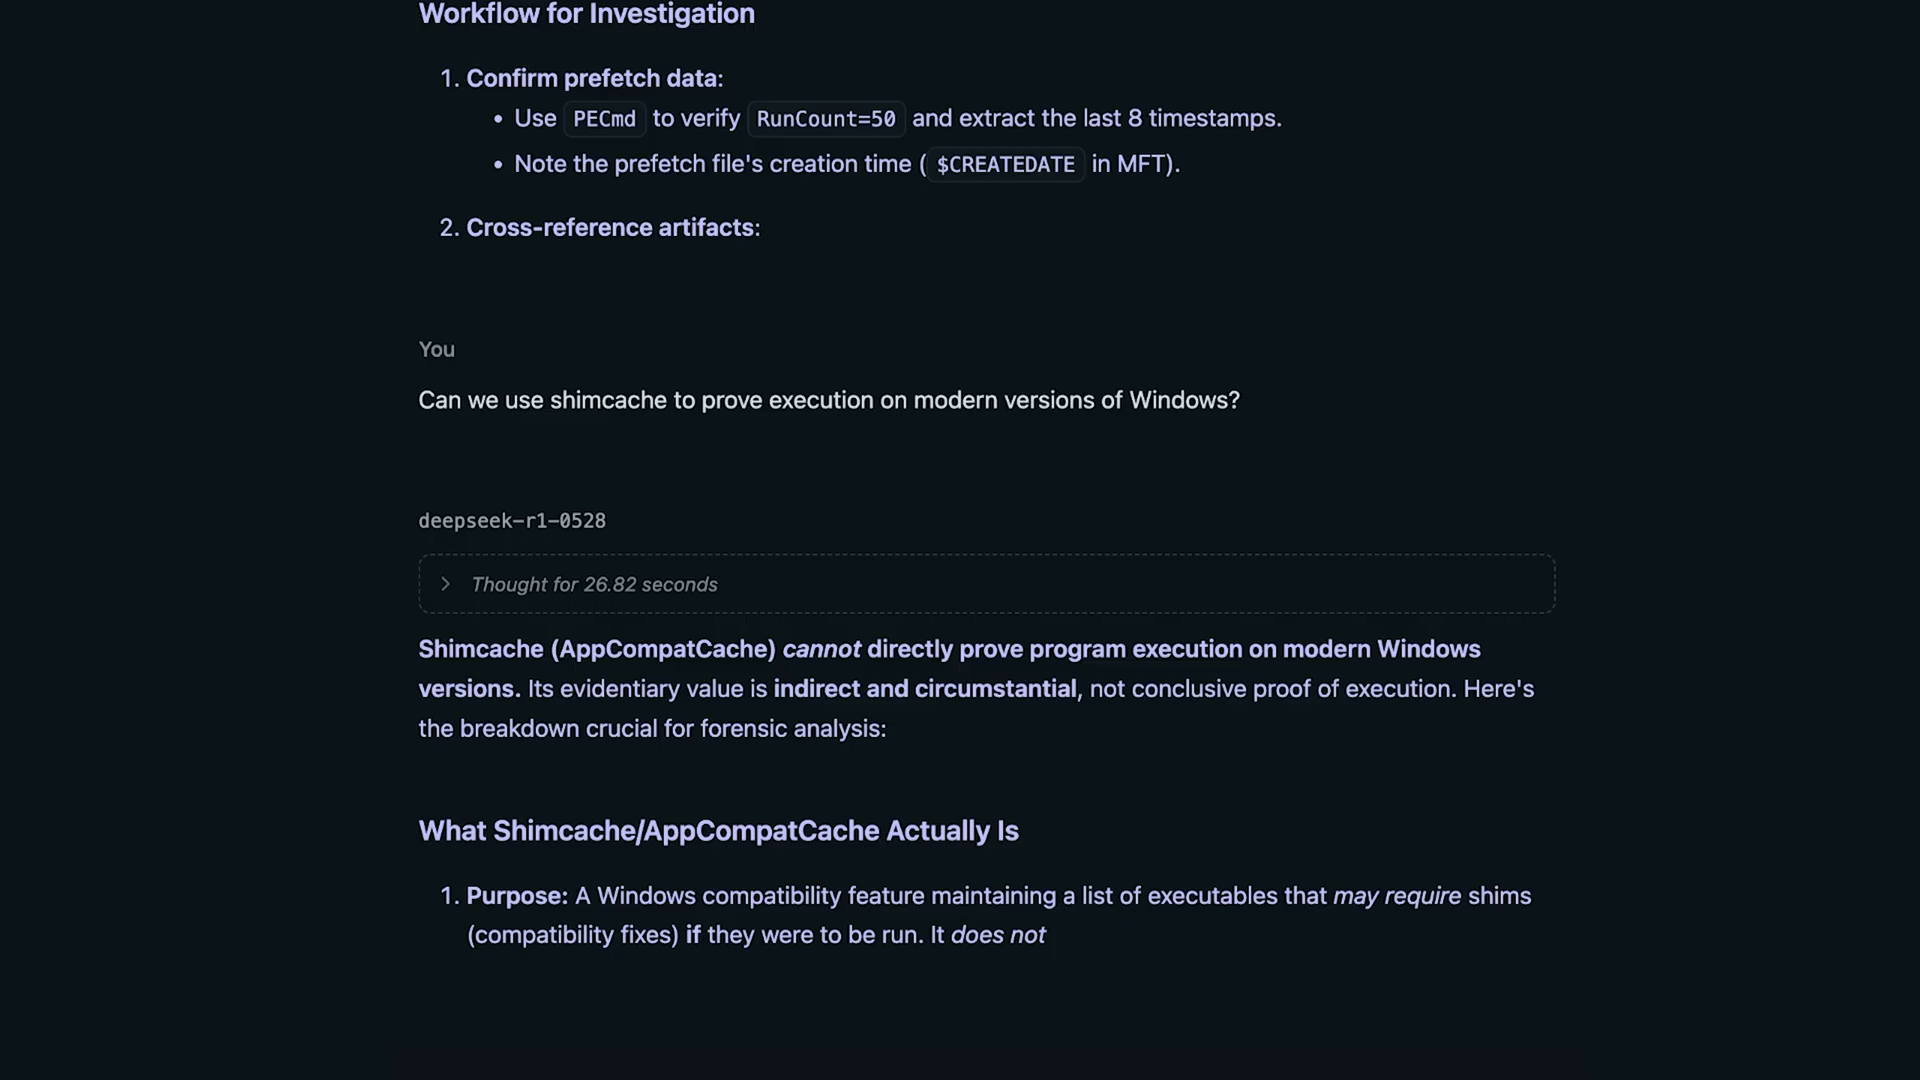 Workflow for Investigation
1. Confirm prefetch data:
• Use PECmd to verify RunCount=50 and extract the last 8 timestamps.
• Note the prefetch file's creation time ( $CREATEDATE in MFT).
2. Cross-reference artifacts:
You
Can we use shimcache to prove execution on modern versions of Windows?
deepseek-r1-0528
> Thought for 26.82 seconds
Shimcache (AppCompatCache) cannot directly prove program execution on modern Windows
versions. Its evidentiary value is indirect and circumstantial, not conclusive proof of execution. Here's
the breakdown crucial for forensic analysis:
What Shimcache/AppCompatCache Actually Is
1. Purpose: A Windows compatibility feature maintaining a list of executables that may require shims
(compatibility fixes) if they were to be run. It does not